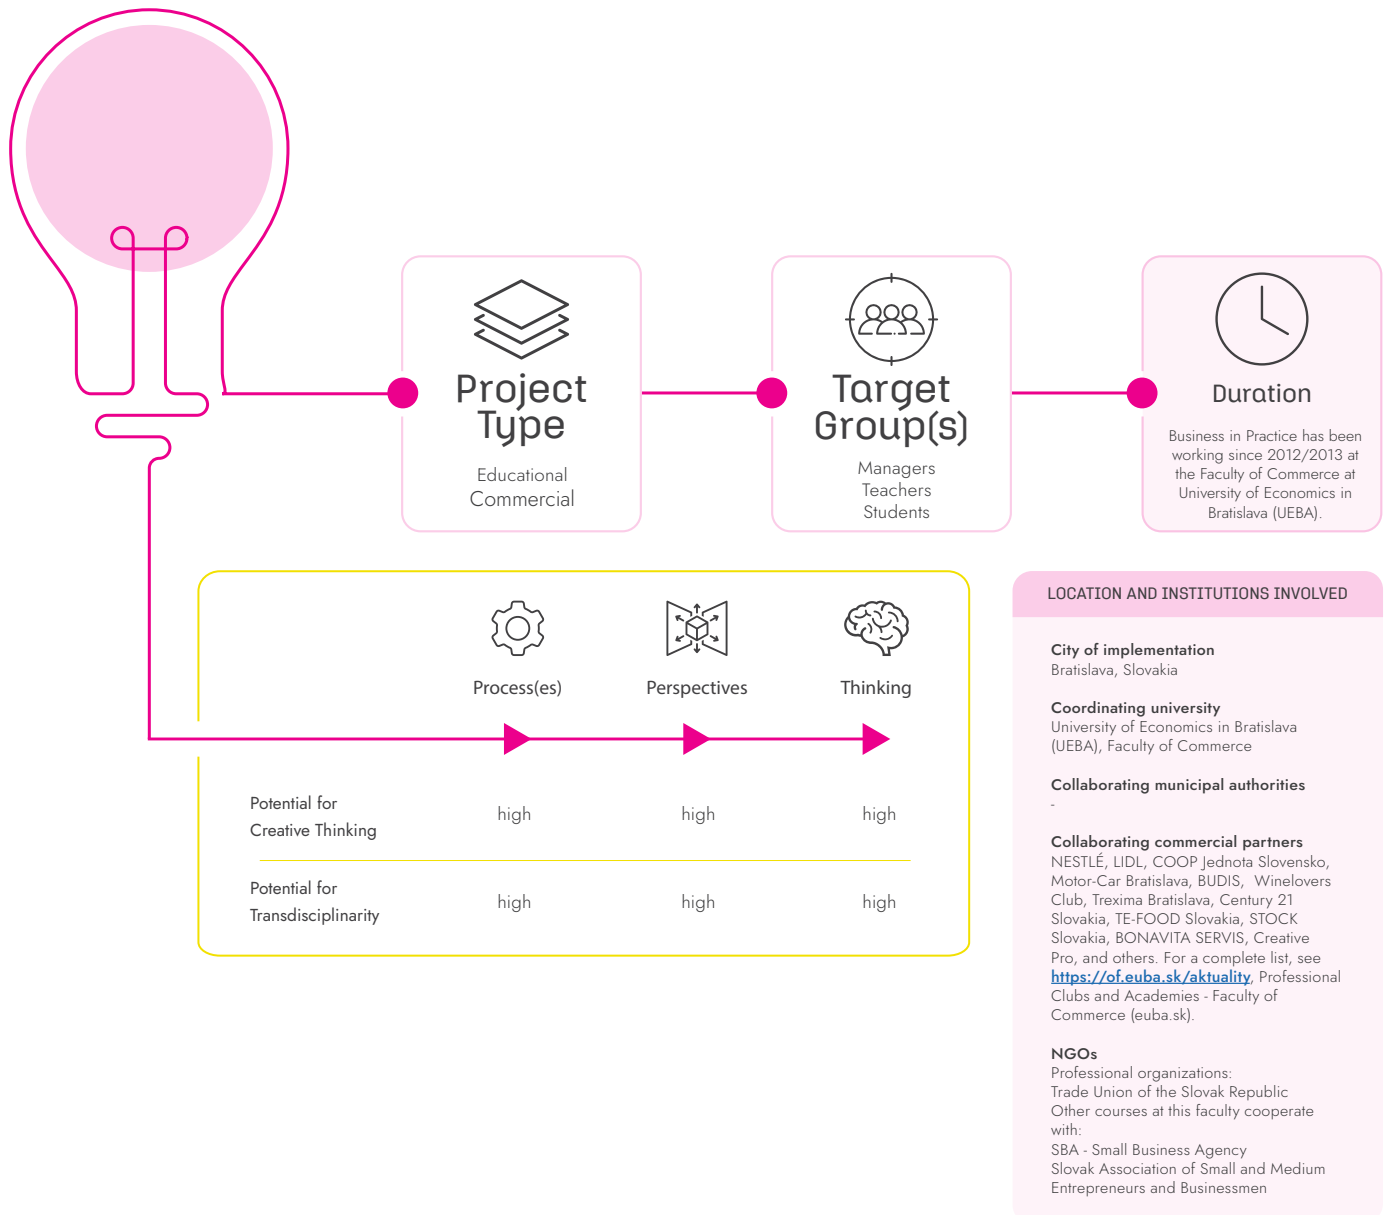 Project
Type
Educational
Commercial
Target
Group(s)
Managers
Teachers
Students
Duration
Business in Practice has been
working since 2012/2013 at
the Faculty of Commerce at
University of Economics in
Bratislava (UEBA).
Process(es) Perspectives Thinking
Potential for
Creative Thinking
high high high
Potential for
Transdisciplinarity
high high high
LOCATION AND INSTITUTIONS INVOLVED
City of implementation
Bratislava, Slovakia
Coordinating university
University of Economics in Bratislava
(UEBA), Faculty of Commerce
Collaborating municipal authorities
-
Collaborating commercial partners
NESTLÉ, LIDL, COOP Jednota Slovensko,
Motor-Car Bratislava, BUDIS, Winelovers
Club, Trexima Bratislava, Century 21
Slovakia, TE-FOOD Slovakia, STOCK
Slovakia, BONAVITA SERVIS, Creative
Pro, and others. For a complete list, see
https://of.euba.sk/aktuality, Professional
Clubs and Academies - Faculty of
Commerce (euba.sk).
NGOs
Professional organizations:
Trade Union of the Slovak Republic
Other courses at this faculty cooperate
with:
SBA - Small Business Agency
Slovak Association of Small and Medium
Entrepreneurs and Businessmen